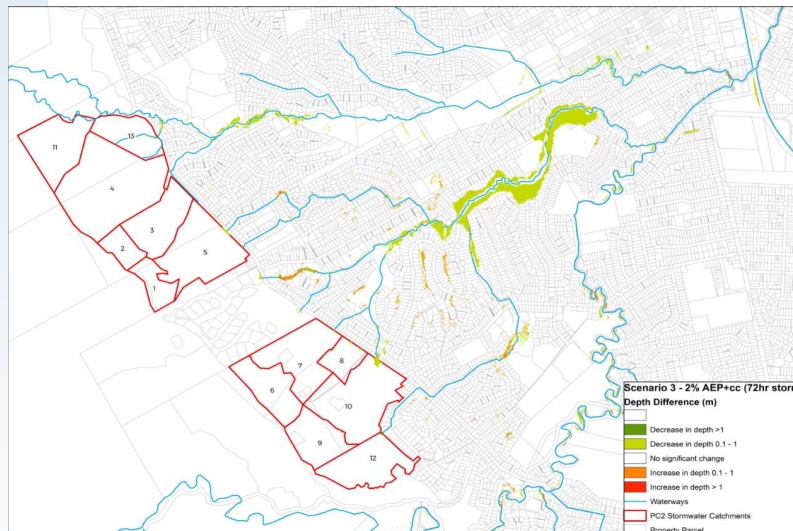 11
13
4
3
2
5
1
7
8
6
10
9
12
Scenario 3 - 2% AEP+cc (72hr storm
Depth Difference (m)
Decrease in depth >1
Decrease in depth 0.1 - 1
No significant change
Increase in depth 0.1 - 1
Increase in depth > 1
Waterways
PC2 Stormwater Catchments
Property Parcel